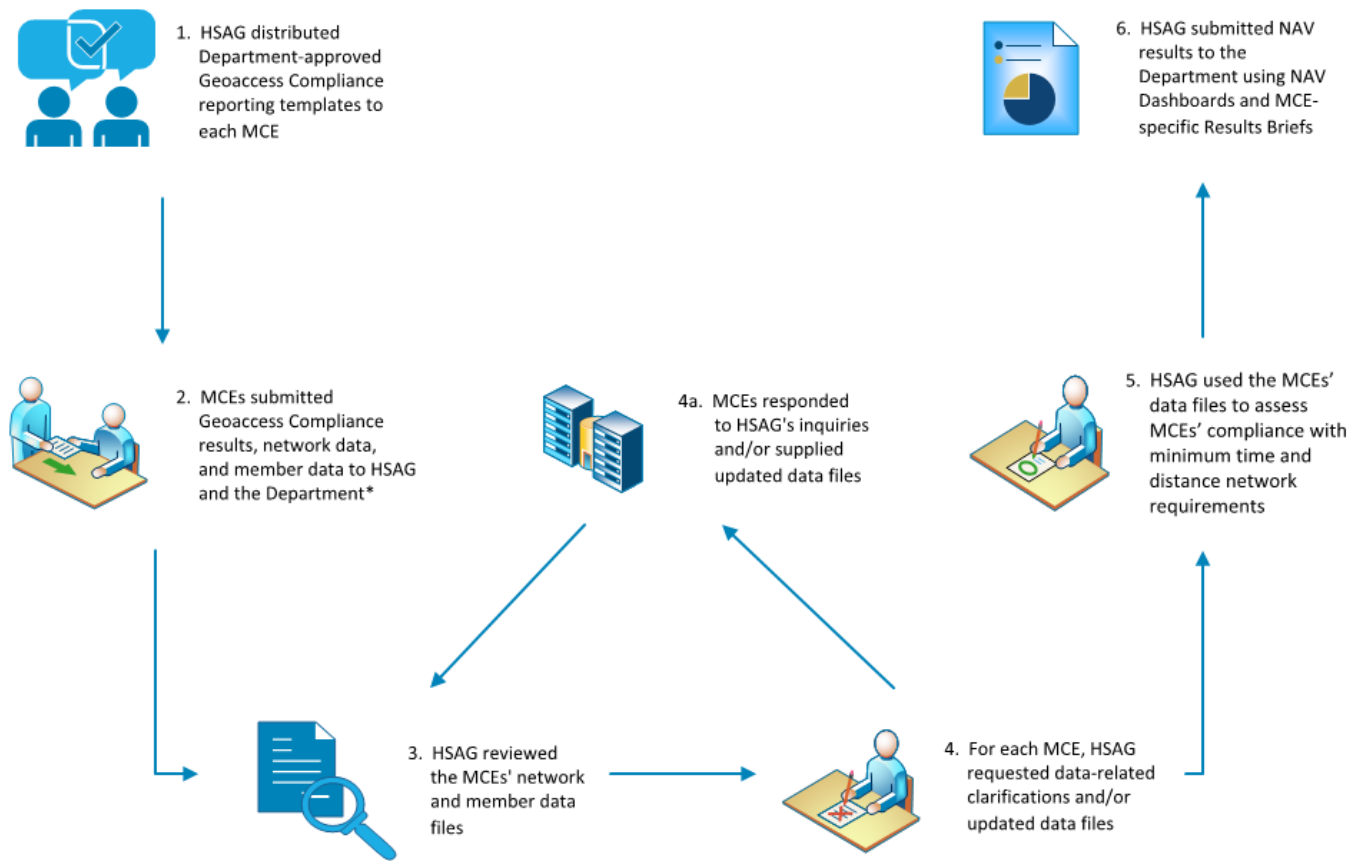 1. HSAG distributed
Department-approved
Geoaccess Compliance
reporting templates to
each MCE
2. MCEs submitted
Geoaccess Compliance
results, network data,
and member data to HSAG
and the Department*
3. HSAG reviewed
the MCEs' network
and member data
files
4. For each MCE, HSAG
requested data-related
clarifications and/or
updated data files
4a. MCEs responded
to HSAG's inquiries
and/or supplied
updated data files
5. HSAG used the MCEs’
data files to assess
MCEs’ compliance with
minimum time and
distance network
requirements
6. HSAG submitted NAV
results to the
Department using NAV
Dashboards and MCE-
specific Results Briefs